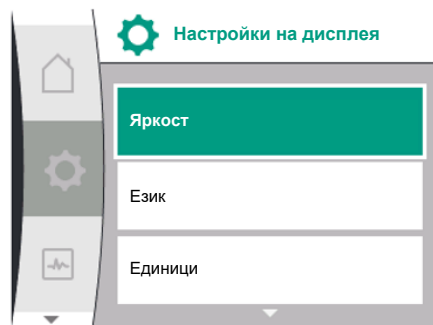 Настройки на дисплея
Яркост
Език
Единици